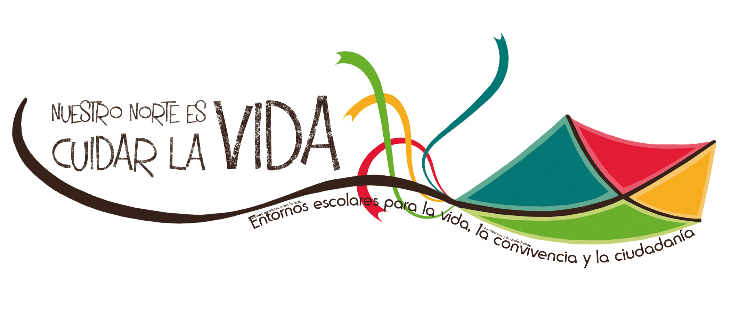 NUESTRO NORTE ES
CUIDAR LA VIDA
Entornos escolares para la vida, la convivencia y la ciudadanía